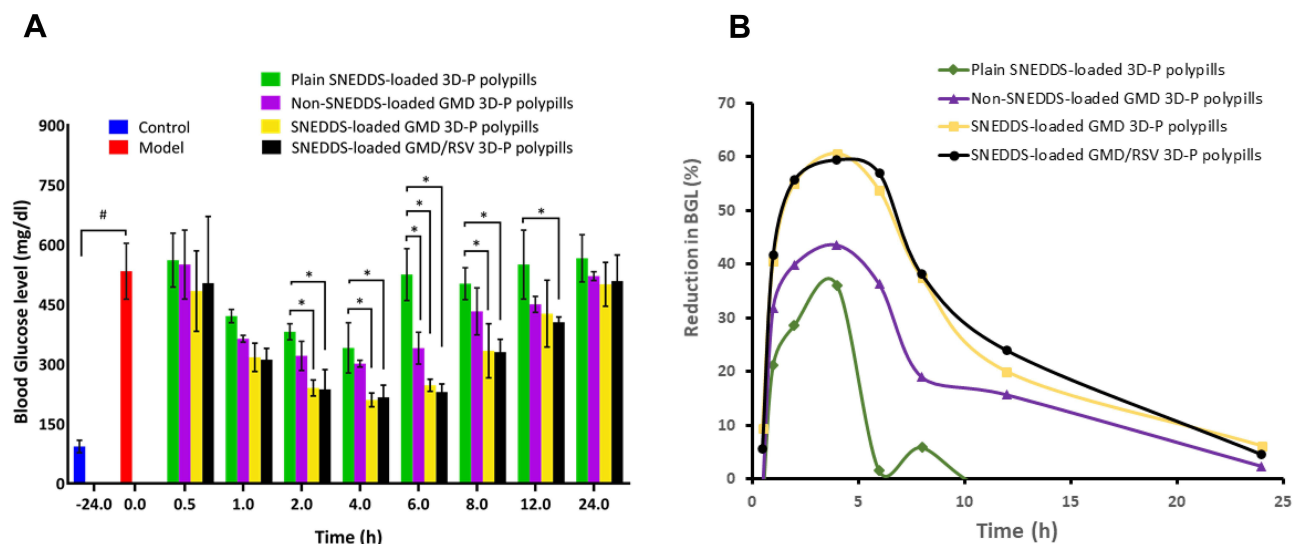 A
Plain SNEDDS-loaded 3D-P polypills
Non-SNEDDS-loaded GMD 3D-P polypills
SNEDDS-loaded GMD 3D-P polypills
SNEDDS-loaded GMD/RSV 3D-P polypills
Control
Model
Blood Glucose level (mg/dl)
900
750
600
450
300
150
0
#
*
*
*
*
*
*
*
*
*
*
-24.0 0.0 0.5 1.0 2.0 4.0 6.0 8.0 12.0 24.0
Time (h)
B
Plain SNEDDS-loaded 3D-P polypills
Non-SNEDDS-loaded GMD 3D-P polypills
SNEDDS-loaded GMD 3D-P polypills
SNEDDS-loaded GMD/RSV 3D-P polypills
Reduction in BGL (%)
70
60
50
40
30
20
10
0
0 5 10 15 20 25
Time (h)